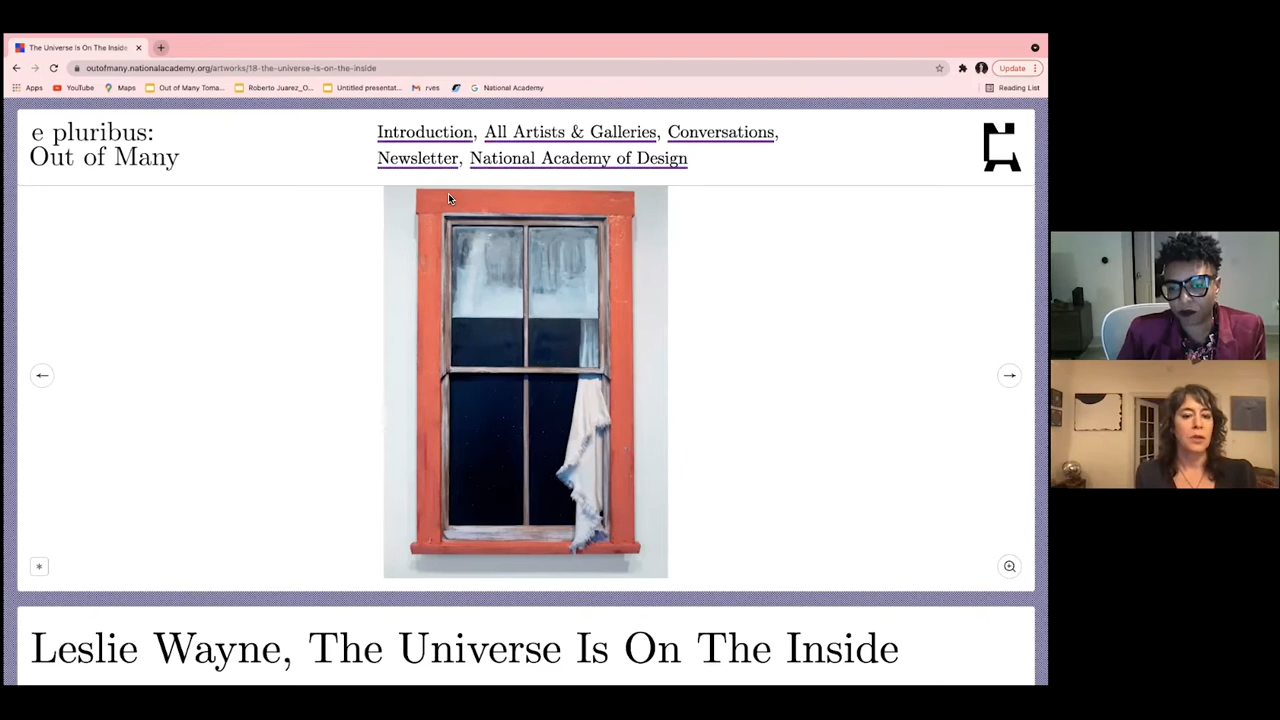 The Universe Is On The Inside
outofmany.nationalacademy.org/artworks/18-the-universe-is-on-the-inside
Update
Apps YouTube Maps Out of Many Toma... Roberto Juarez_O... Untitled presentat... rves National Academy Reading List
e pluribus:
Out of Many
Introduction, All Artists & Galleries, Conversations,
Newsletter, National Academy of Design
Leslie Wayne, The Universe Is On The Inside